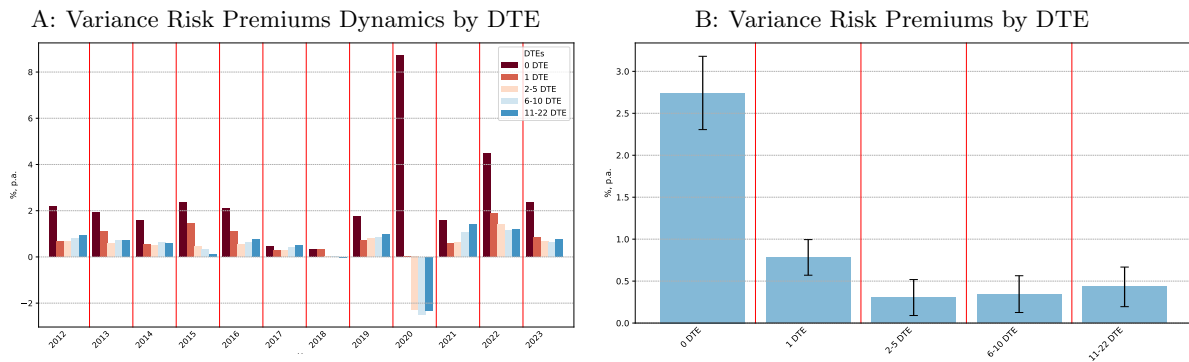 A: Variance Risk Premiums Dynamics by DTE
8
6
4
2
0
−2
%, p.a.
DTEs
0 DTE
1 DTE
2-5 DTE
6-10 DTE
11-22 DTE
2012
2013
2014
2015
2016
2017
2018
2019
2020
2021
2022
2023
B: Variance Risk Premiums by DTE
3.0
2.5
2.0
1.5
1.0
0.5
0.0
%, p.a.
0 DTE
1 DTE
2-5 DTE
6-10 DTE
11-22 DTE